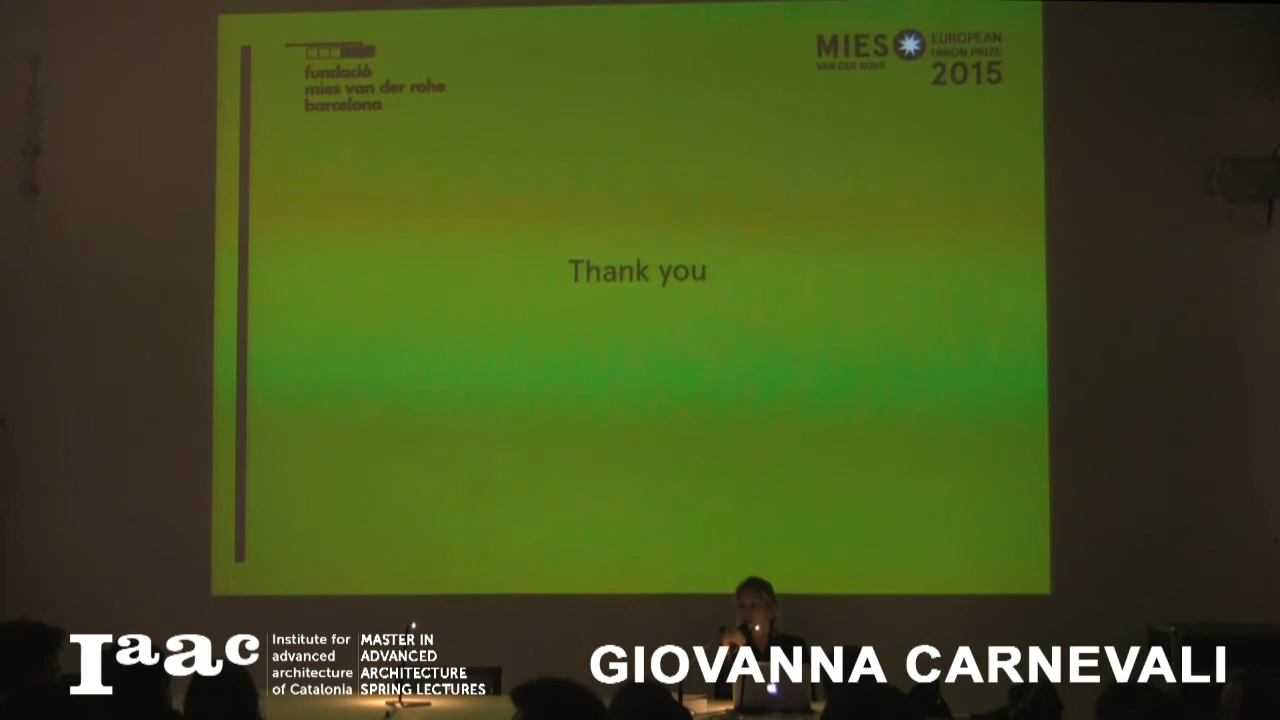 fundació
mies van der rohe
barcelona
MIES
VAN DER ROHE
EUROPEAN
UNION PRIZE
2015
Thank you
Iaac
Institute for
advanced
architecture
of Catalonia
MASTER IN
ADVANCED
ARCHITECTURE
SPRING LECTURES
GIOVANNA CARNEVALI